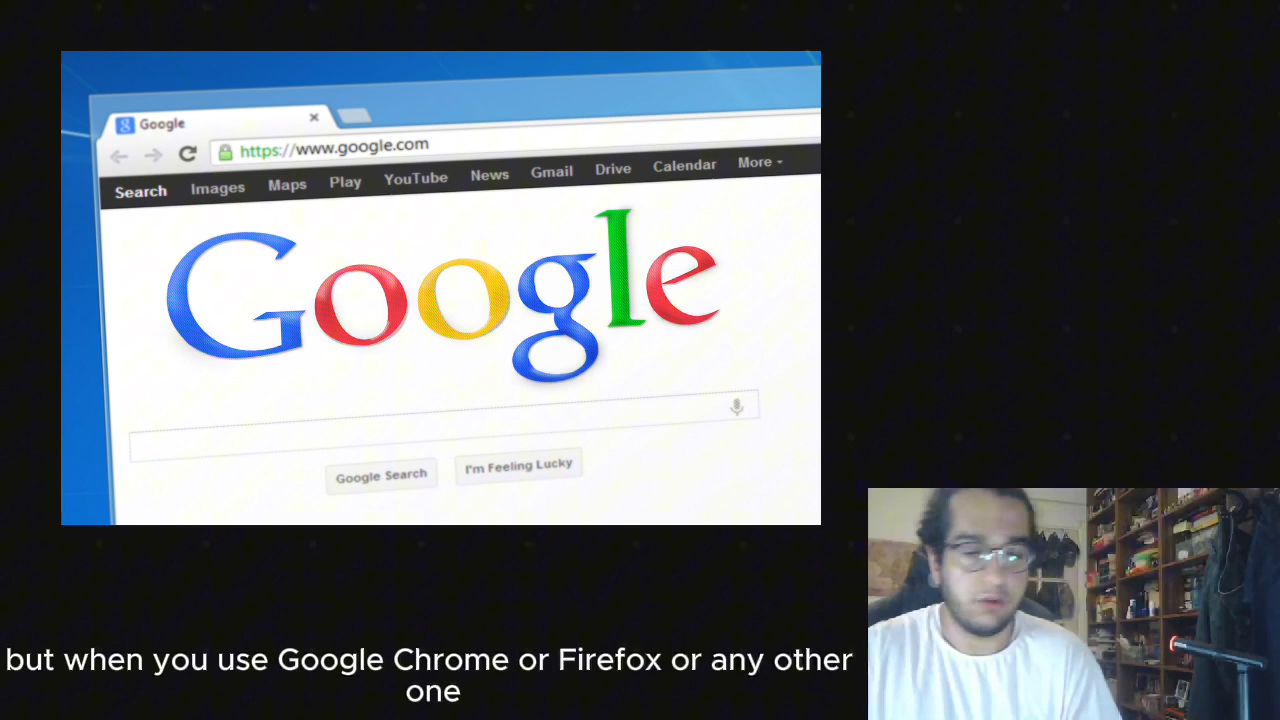 Google
https://www.google.com
Search Images Maps Play YouTube News Gmail Drive Calendar More
Google
Google Search I'm Feeling Lucky
but when you use Google Chrome or Firefox or any other
one